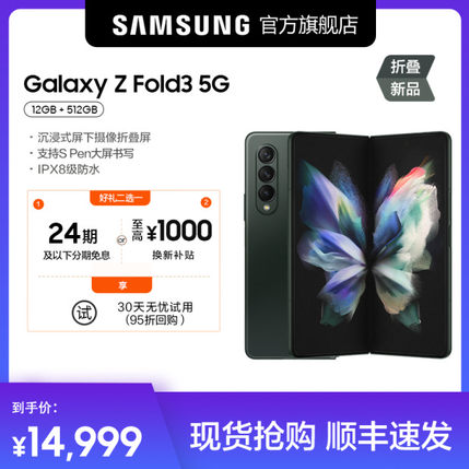 SAMSUNG 官方旗舰店
折叠
新品
Galaxy Z Fold3 5G
12GB + 512GB
• 沉浸式屏下摄像折叠屏
• 支持S Pen大屏书写
• IPX8级防水
好礼二选一
1
2
24期
及以下分期免息
or
至高¥1000
换新补贴
享
试
30天无忧试用
(95折回购)
到手价：
¥14,999
现货抢购 顺丰速发